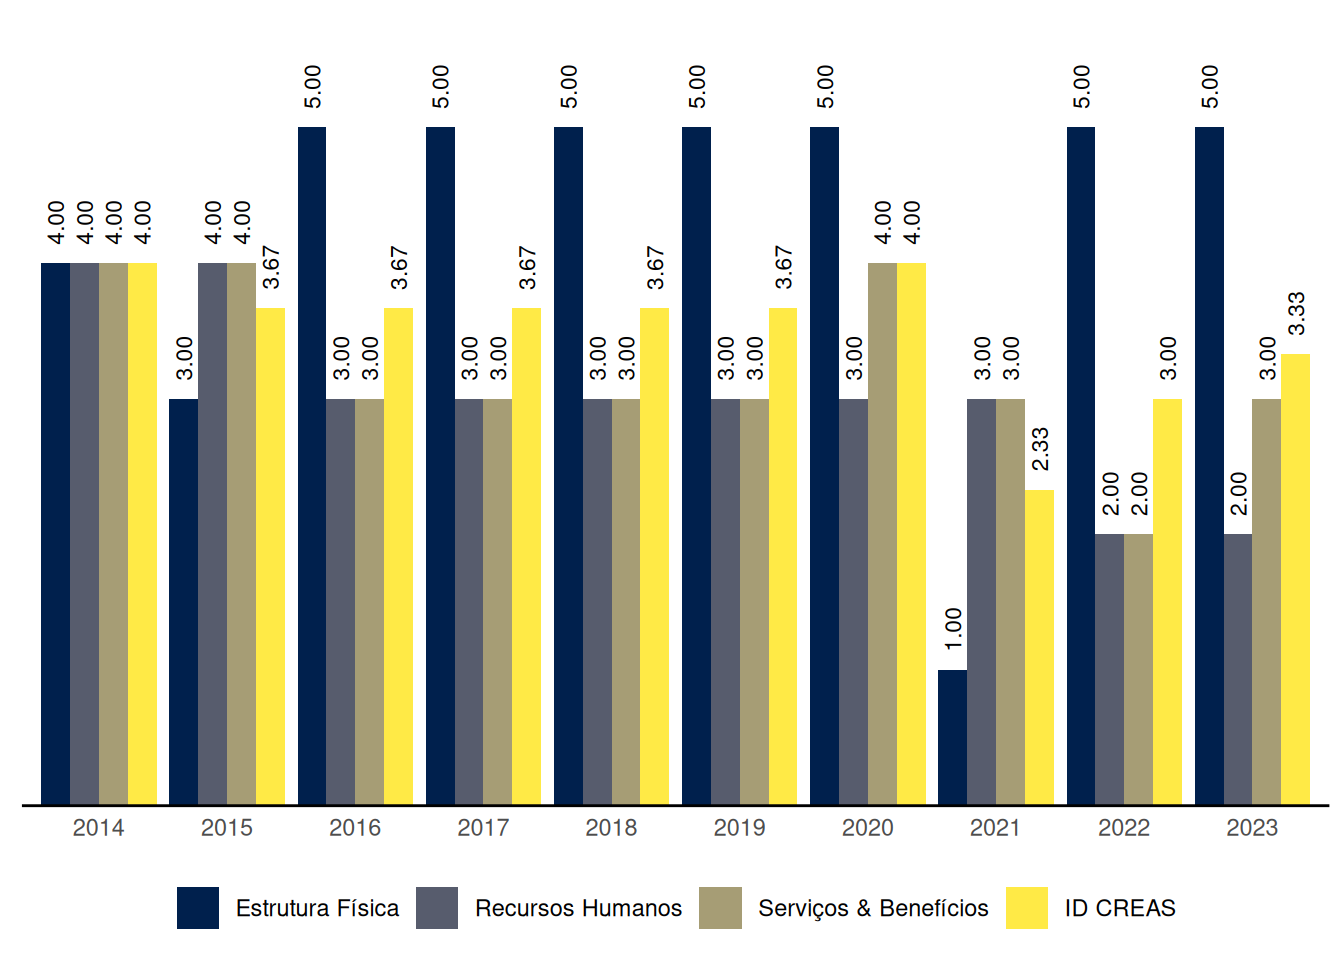 5.00 5.00 5.00 5.00 5.00 5.00 5.00
4.00 4.00 4.00 4.00 4.00 4.00 4.00 4.00
3.67 3.67 3.67 3.67 3.67
3.33
3.00 3.00 3.00 3.00 3.00 3.00 3.00 3.00 3.00 3.00 3.00 3.00 3.00 3.00
2.33
2.00 2.00 2.00
1.00
2014 2015 2016 2017 2018 2019 2020 2021 2022 2023
Estrutura Física Recursos Humanos Serviços & Benefícios ID CREAS